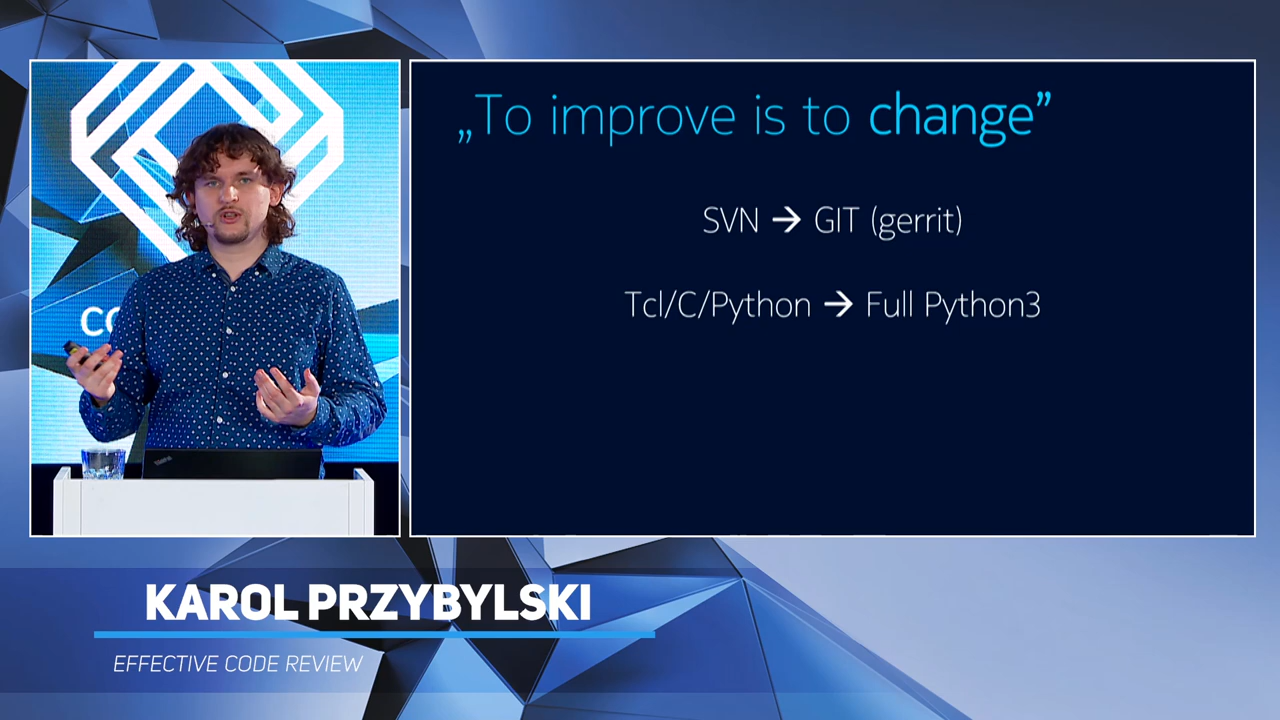 „To improve is to change”
SVN → GIT (gerrit)
Tcl/C/Python → Full Python3
KAROL PRZYBYLSKI
EFFECTIVE CODE REVIEW